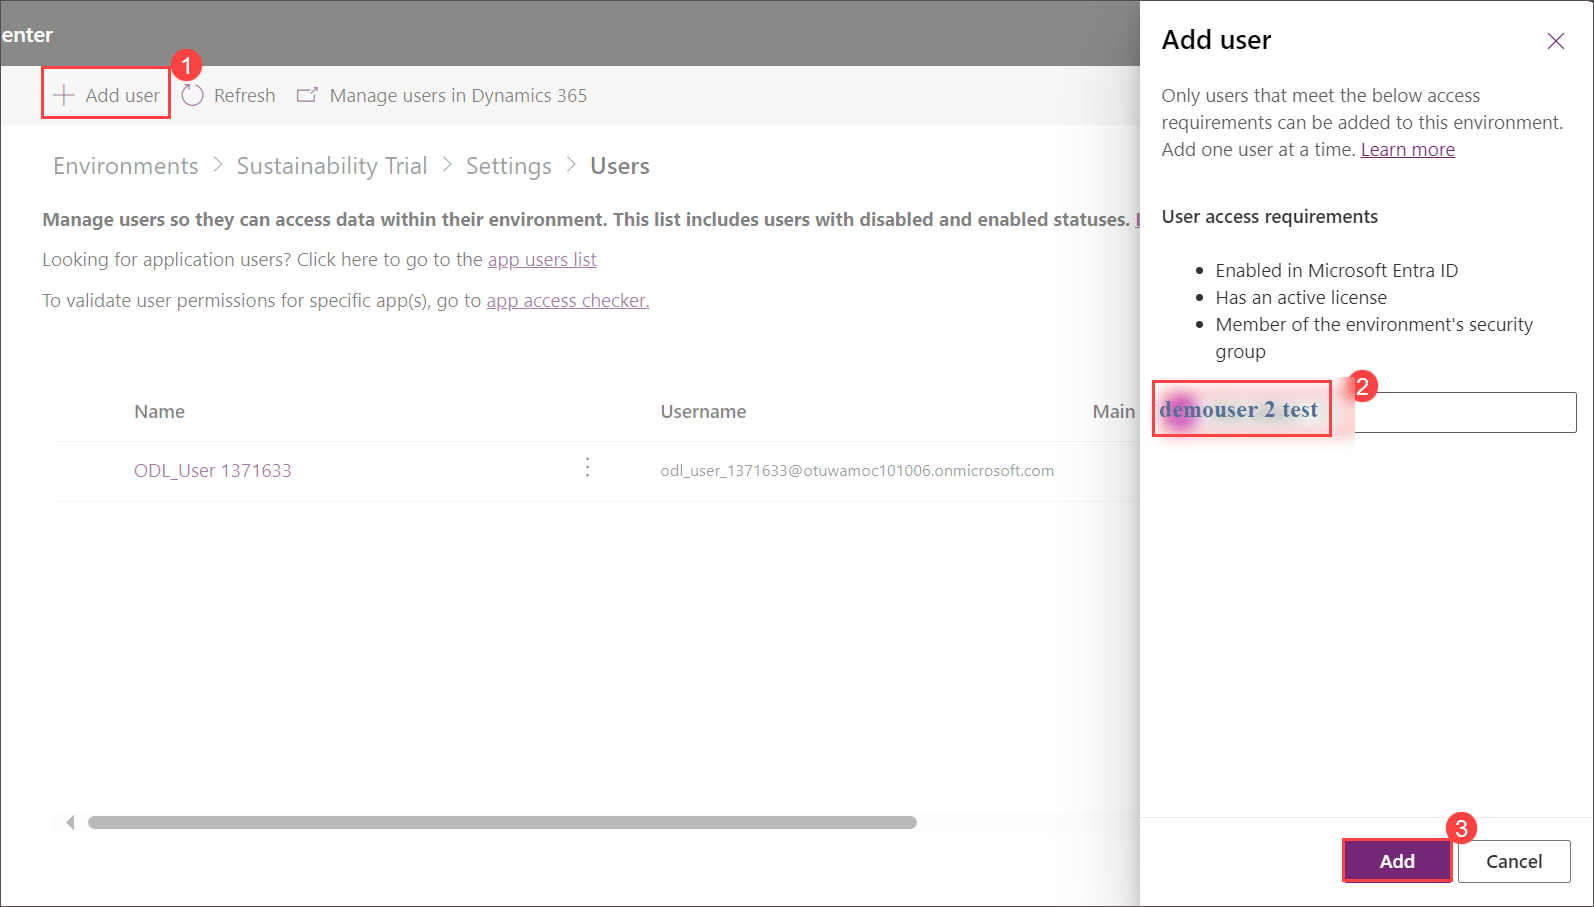 enter
1
Add user
Refresh
Manage users in Dynamics 365
Environments > Sustainability Trial > Settings > Users
Manage users so they can access data within their environment. This list includes users with disabled and enabled statuses.
Looking for application users? Click here to go to the app users list
To validate user permissions for specific app(s), go to app access checker.
Name Username Main
ODL_User 1371633 odl_user_1371633@otuwamoc101006.onmicrosoft.com
Add user
Only users that meet the below access
requirements can be added to this environment.
Add one user at a time. Learn more
User access requirements
• Enabled in Microsoft Entra ID
• Has an active license
• Member of the environment's security
group
2
demouser 2 test
3
Add
Cancel